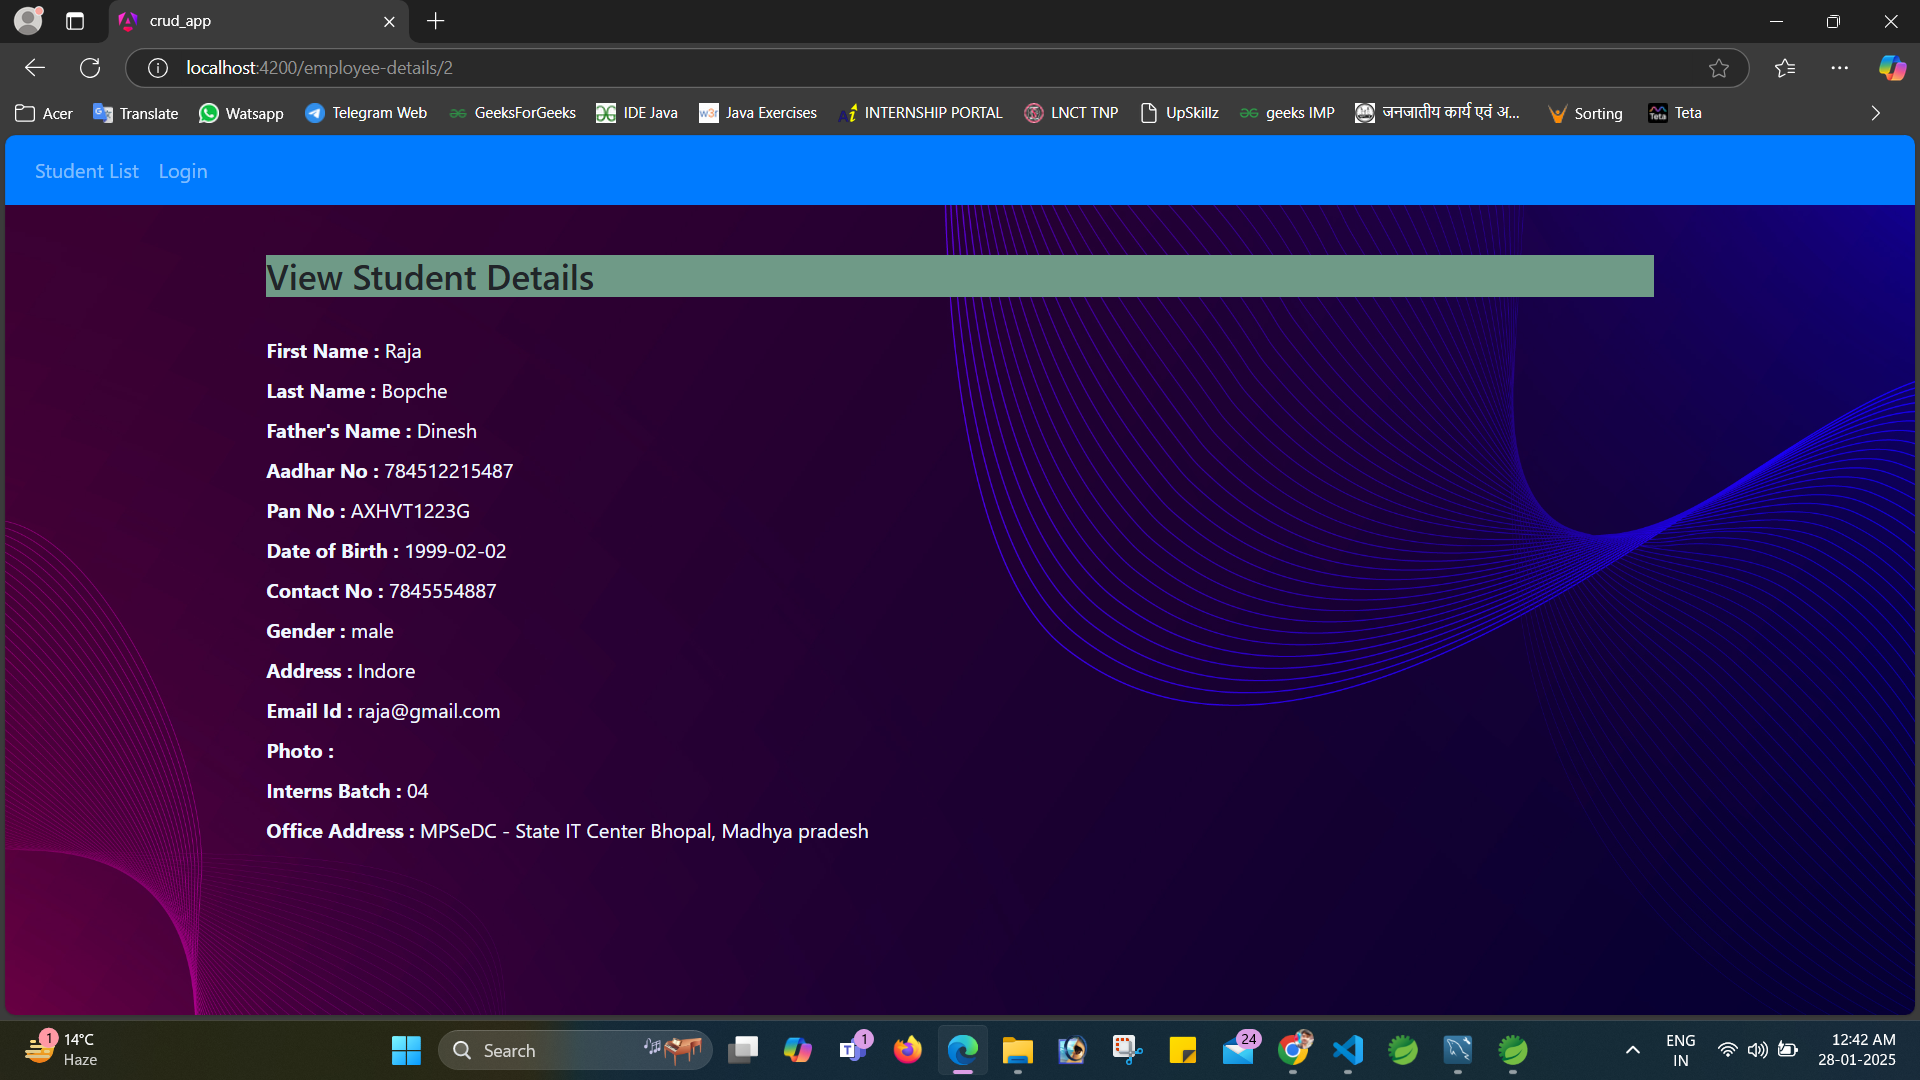 crud_app
localhost:4200/employee-details/2
Acer Translate Watsapp Telegram Web GeeksForGeeks IDE Java Java Exercises INTERNSHIP PORTAL LNCT TNP UpSkillz geeks IMP जनजातीय कार्य एवं अ... Sorting Teta
Student List Login
View Student Details
First Name : Raja
Last Name : Bopche
Father's Name : Dinesh
Aadhar No : 784512215487
Pan No : AXHVT1223G
Date of Birth : 1999-02-02
Contact No : 7845554887
Gender : male
Address : Indore
Email Id : raja@gmail.com
Photo :
Interns Batch : 04
Office Address : MPSeDC - State IT Center Bhopal, Madhya pradesh
1 14°C
Haze
Search
1
24
ENG
IN
12:42 AM
28-01-2025